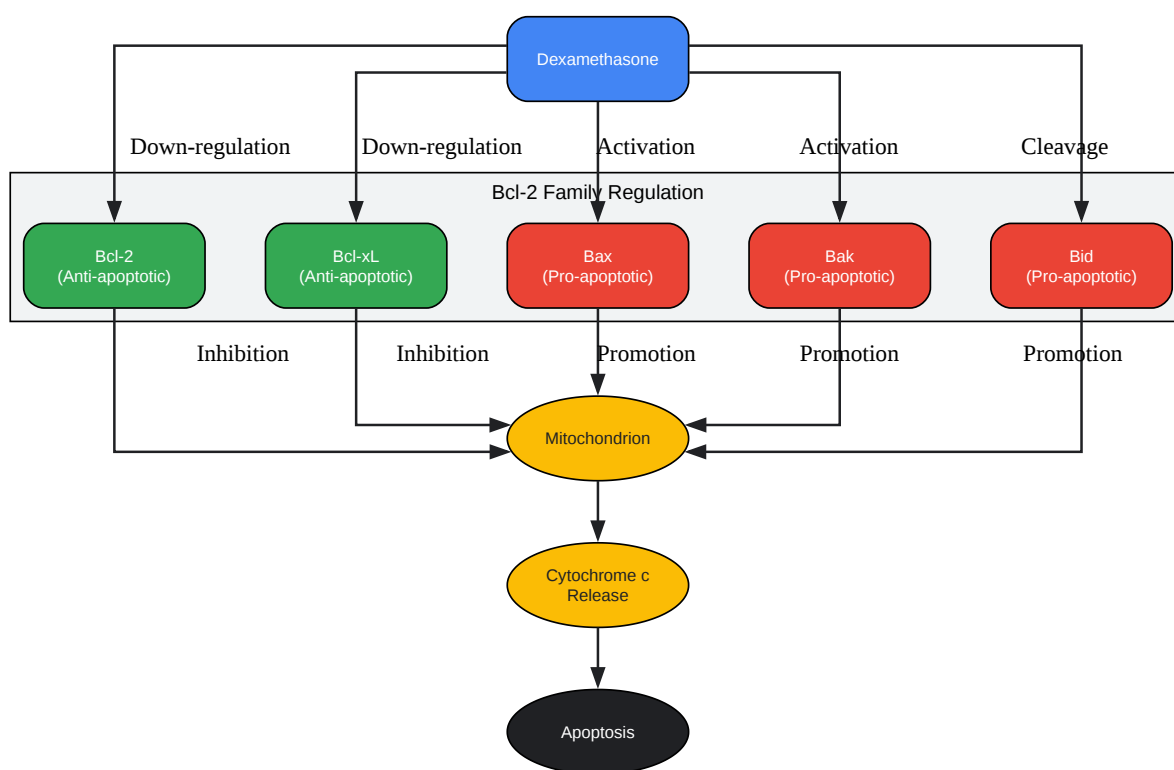 Dexamethasone
Down-regulation
Down-regulation
Activation
Activation
Cleavage
Bcl-2 Family Regulation
Bcl-2
(Anti-apoptotic)
Bcl-xL
(Anti-apoptotic)
Bax
(Pro-apoptotic)
Bak
(Pro-apoptotic)
Bid
(Pro-apoptotic)
Inhibition
Inhibition
Promotion
Promotion
Promotion
Mitochondrion
Cytochrome c
Release
Apoptosis